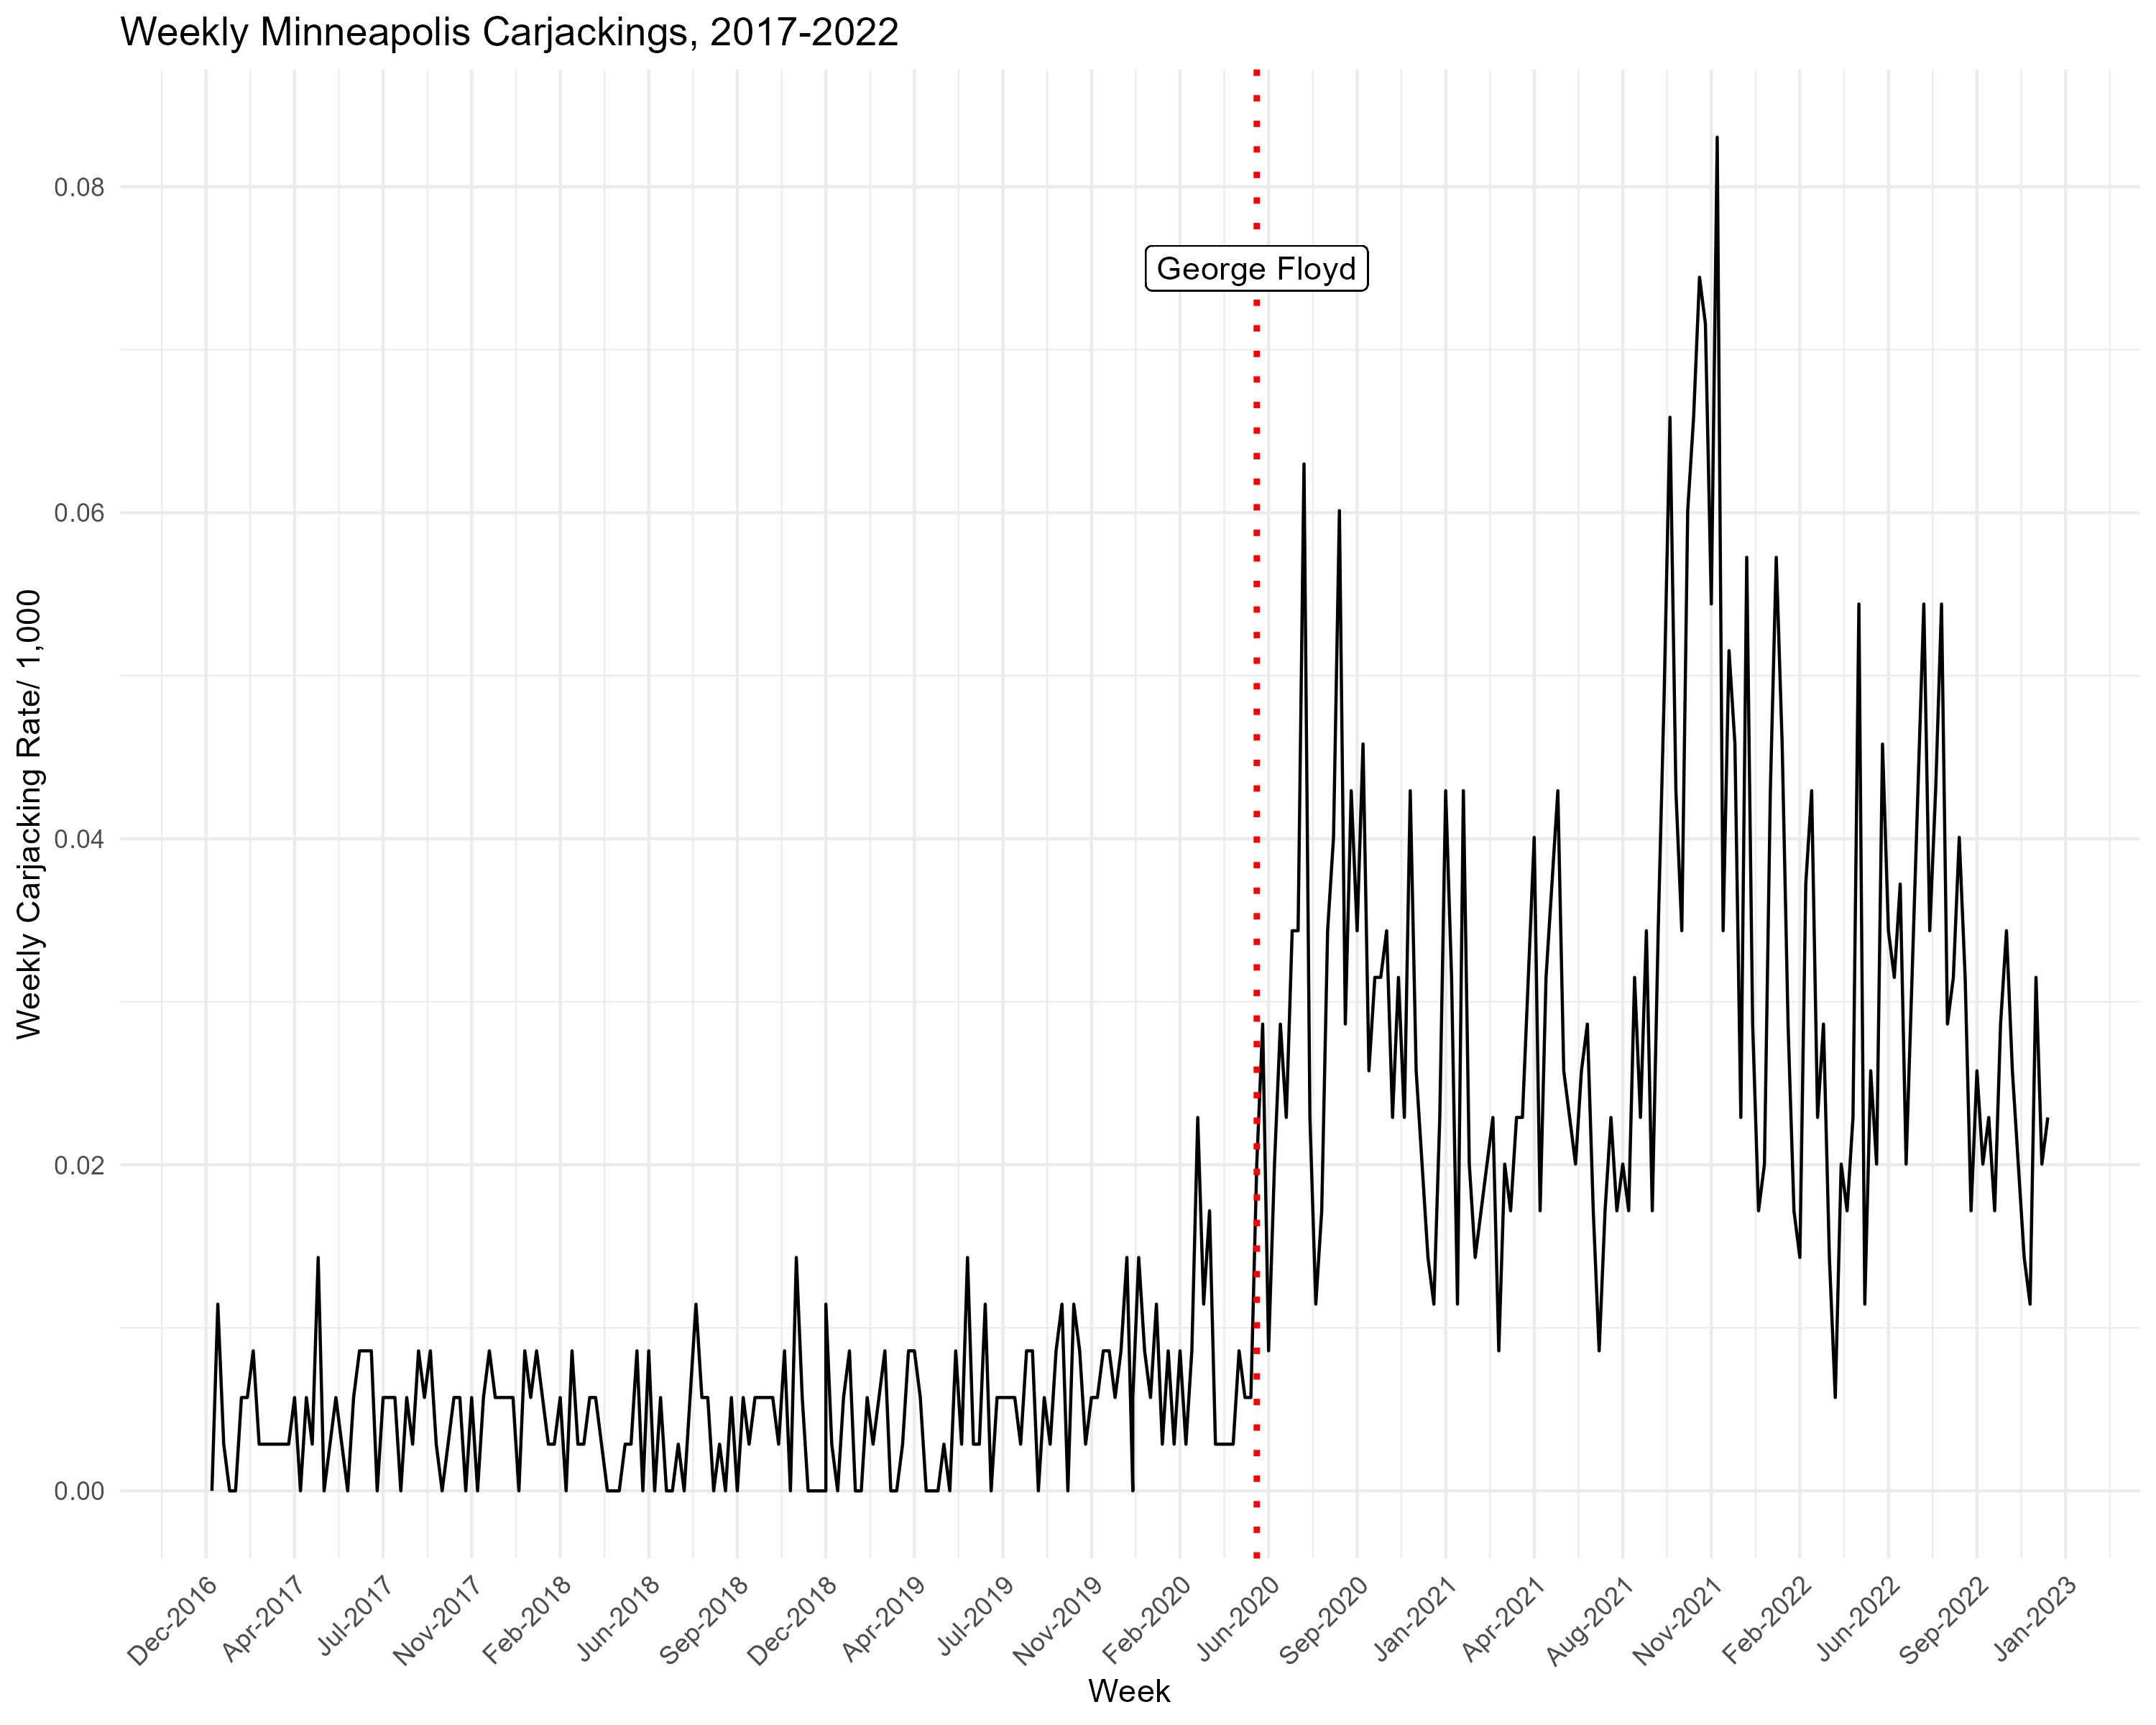 Weekly Minneapolis Carjackings, 2017-2022
George Floyd
Weekly Carjacking Rate/ 1,000
0.08
0.06
0.04
0.02
0.00
Dec-2016
Apr-2017
Jul-2017
Nov-2017
Feb-2018
Jun-2018
Sep-2018
Dec-2018
Apr-2019
Jul-2019
Nov-2019
Feb-2020
Jun-2020
Sep-2020
Jan-2021
Apr-2021
Aug-2021
Nov-2021
Feb-2022
Jun-2022
Sep-2022
Jan-2023
Week